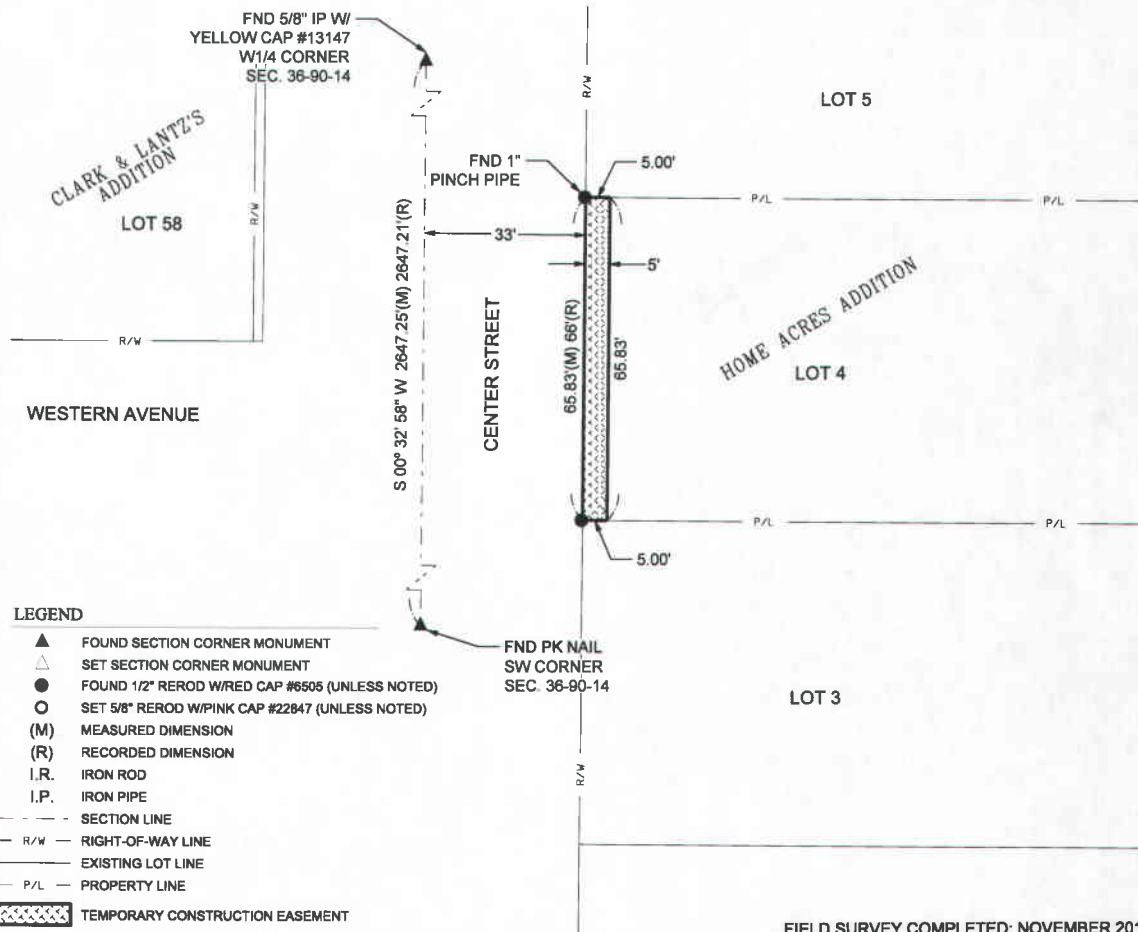 FND 5/8" IP W/
YELLOW CAP #13147
W1/4 CORNER
SEC. 36-90-14
CLARK & LANTZ'S
ADDITION
LOT 58
R/W
R/W
WESTERN AVENUE
S 00° 32' 58" W 2647.25'(M) 2647.21'(R)
33'
CENTER STREET
R/W
FND 1"
PINCH PIPE
5.00'
5'
65.83'(M) 66'(R)
65.83'
5.00'
LOT 5
P/L
P/L
HOME ACRES ADDITION
LOT 4
P/L
P/L
FND PK NAIL
SW CORNER
SEC. 36-90-14
LOT 3
R/W
LEGEND
FOUND SECTION CORNER MONUMENT
SET SECTION CORNER MONUMENT
FOUND 1/2" REROD W/RED CAP #6505 (UNLESS NOTED)
SET 5/8" REROD W/PINK CAP #22847 (UNLESS NOTED)
(M) MEASURED DIMENSION
(R) RECORDED DIMENSION
I.R. IRON ROD
I.P. IRON PIPE
SECTION LINE
R/W RIGHT-OF-WAY LINE
EXISTING LOT LINE
P/L PROPERTY LINE
TEMPORARY CONSTRUCTION EASEMENT
FIELD SURVEY COMPLETED: NOVEMBER 201